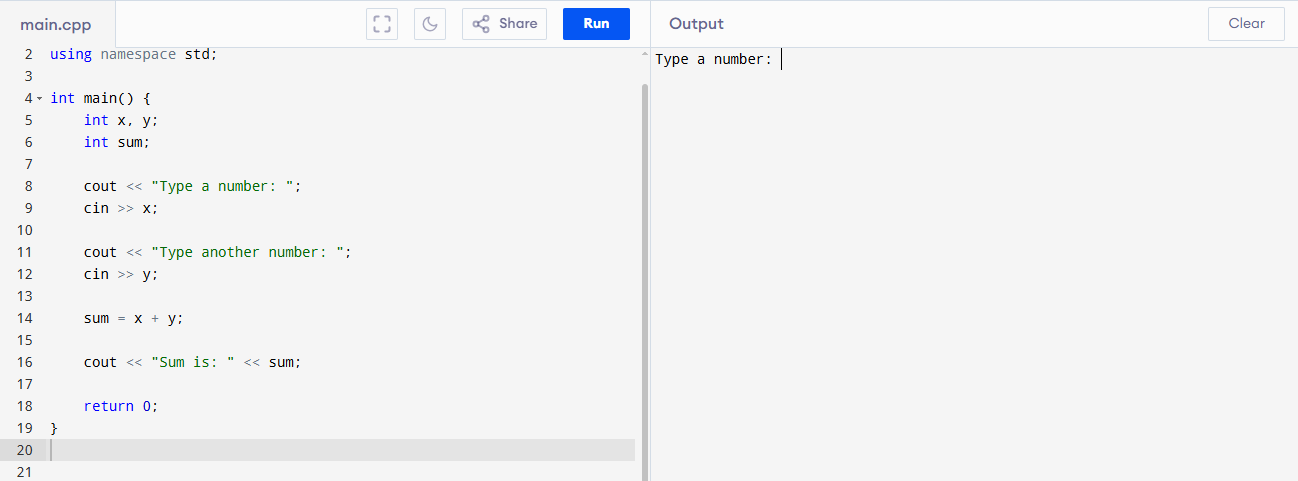 main.cpp
Share
Run
Output
Clear
2 using namespace std;
3
4 int main() {
5     int x, y;
6     int sum;
7
8     cout << "Type a number: ";
9     cin >> x;
10
11     cout << "Type another number: ";
12     cin >> y;
13
14     sum = x + y;
15
16     cout << "Sum is: " << sum;
17
18     return 0;
19 }
20
21
Type a number: